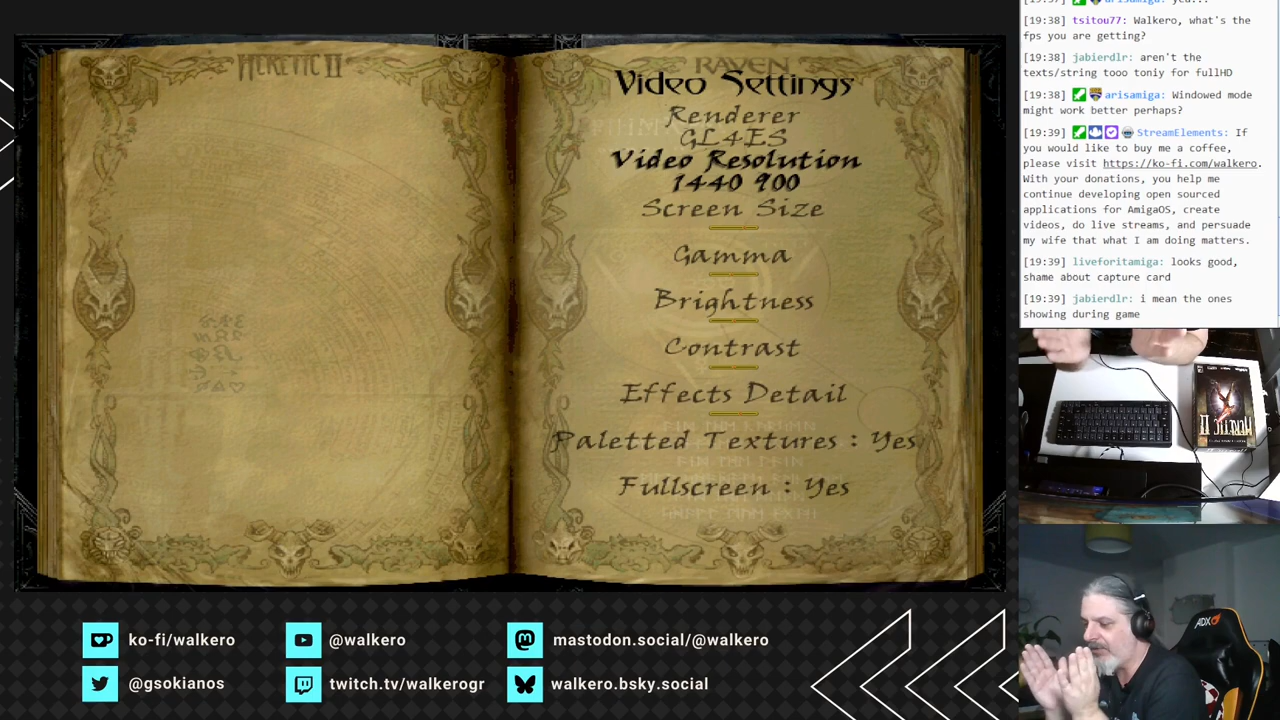 HERETIC II
RAVEN
Video Settings
Renderer
GL4ES
Video Resolution
1440 900
Screen Size
Gamma
Brightness
Contrast
Effects Detail
Paletted Textures : Yes
Fullscreen : Yes
[19:38] tsitou77: Walkero, what's the
fps you are getting?
[19:38] jabierdlr: aren't the
texts/string tooo toniy for fullHD
[19:38] arisamiga: Windowed mode
might work better perhaps?
[19:39] StreamElements: If
you would like to buy me a coffee,
please visit https://ko-fi.com/walkero.
With your donations, you help me
continue developing open sourced
applications for AmigaOS, create
videos, do live streams, and persuade
my wife that what I am doing matters.
[19:39] liveforitamiga: looks good,
shame about capture card
[19:39] jabierdlr: i mean the ones
showing during game
HERETIC II
ADX
ko-fi/walkero
@walkero
mastodon.social/@walkero
@gsokianos
twitch.tv/walkerogr
walkero.bsky.social